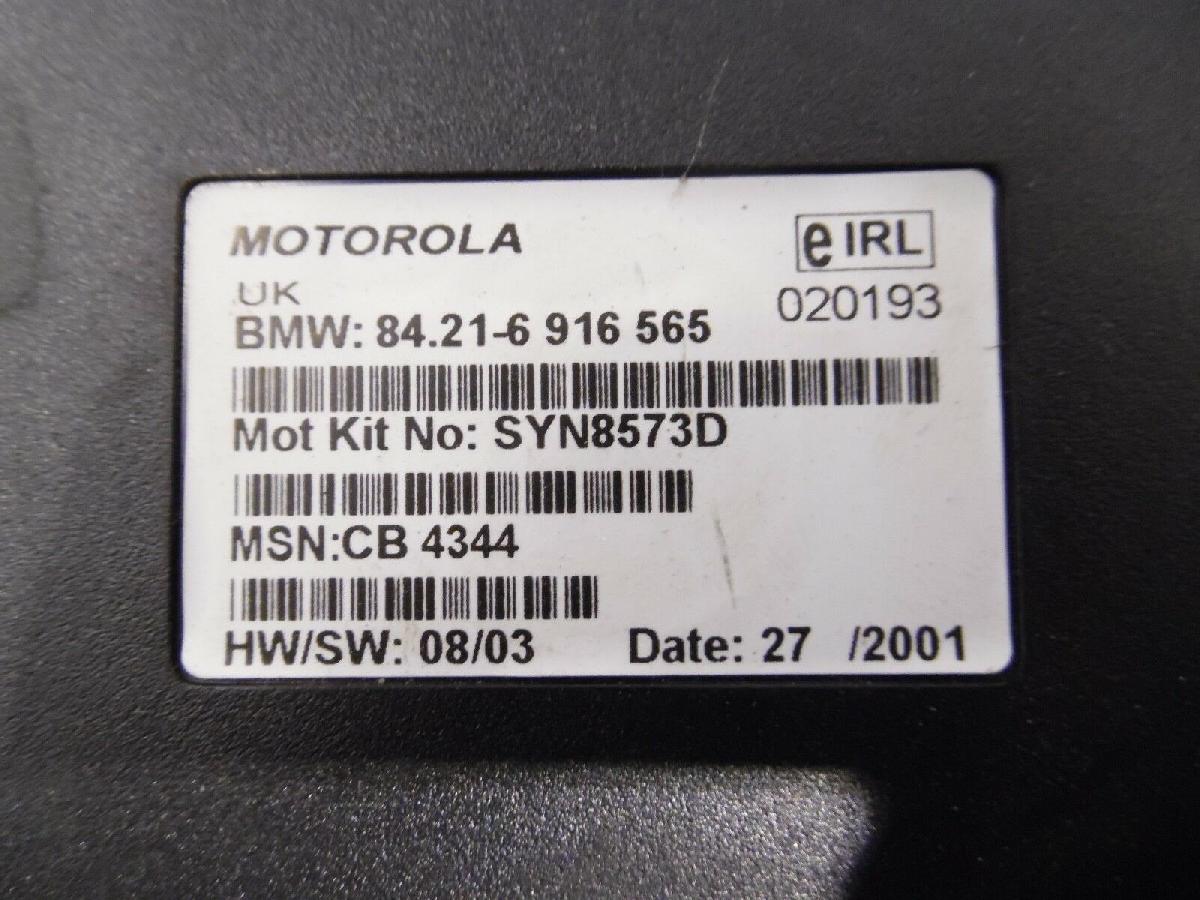 MOTOROLA
e IRL
UK
020193
BMW: 84.21-6 916 565
Mot Kit No: SYN8573D
MSN:CB 4344
HW/SW: 08/03 Date: 27 /2001